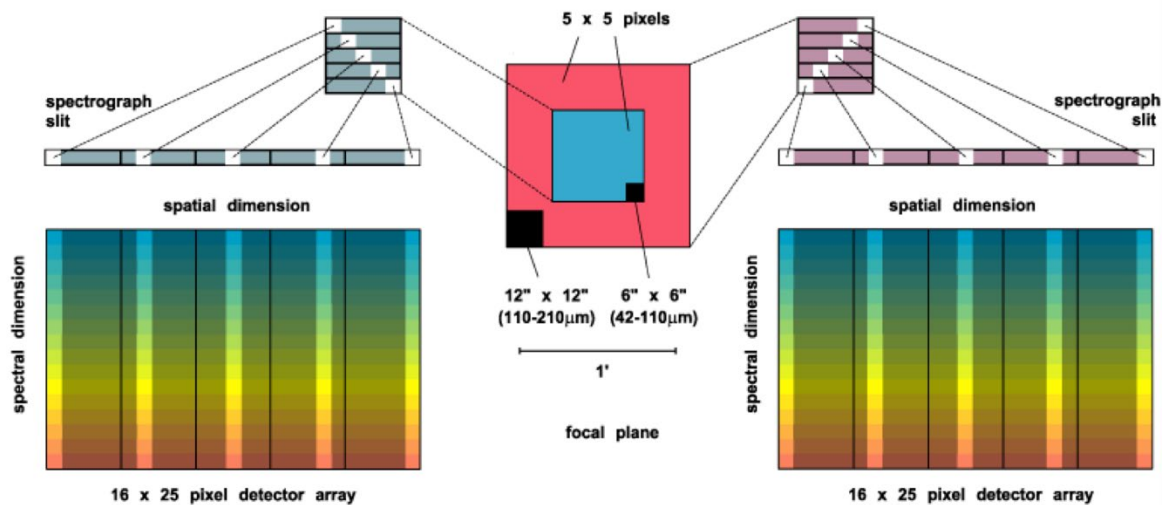 5 x 5 pixels
spectrograph
slit
spectrograph
slit
spatial dimension
spatial dimension
spectral dimension
12" x 12"
(110-210µm)
6" x 6"
(42-110µm)
1'
focal plane
spectral dimension
16 x 25 pixel detector array
16 x 25 pixel detector array